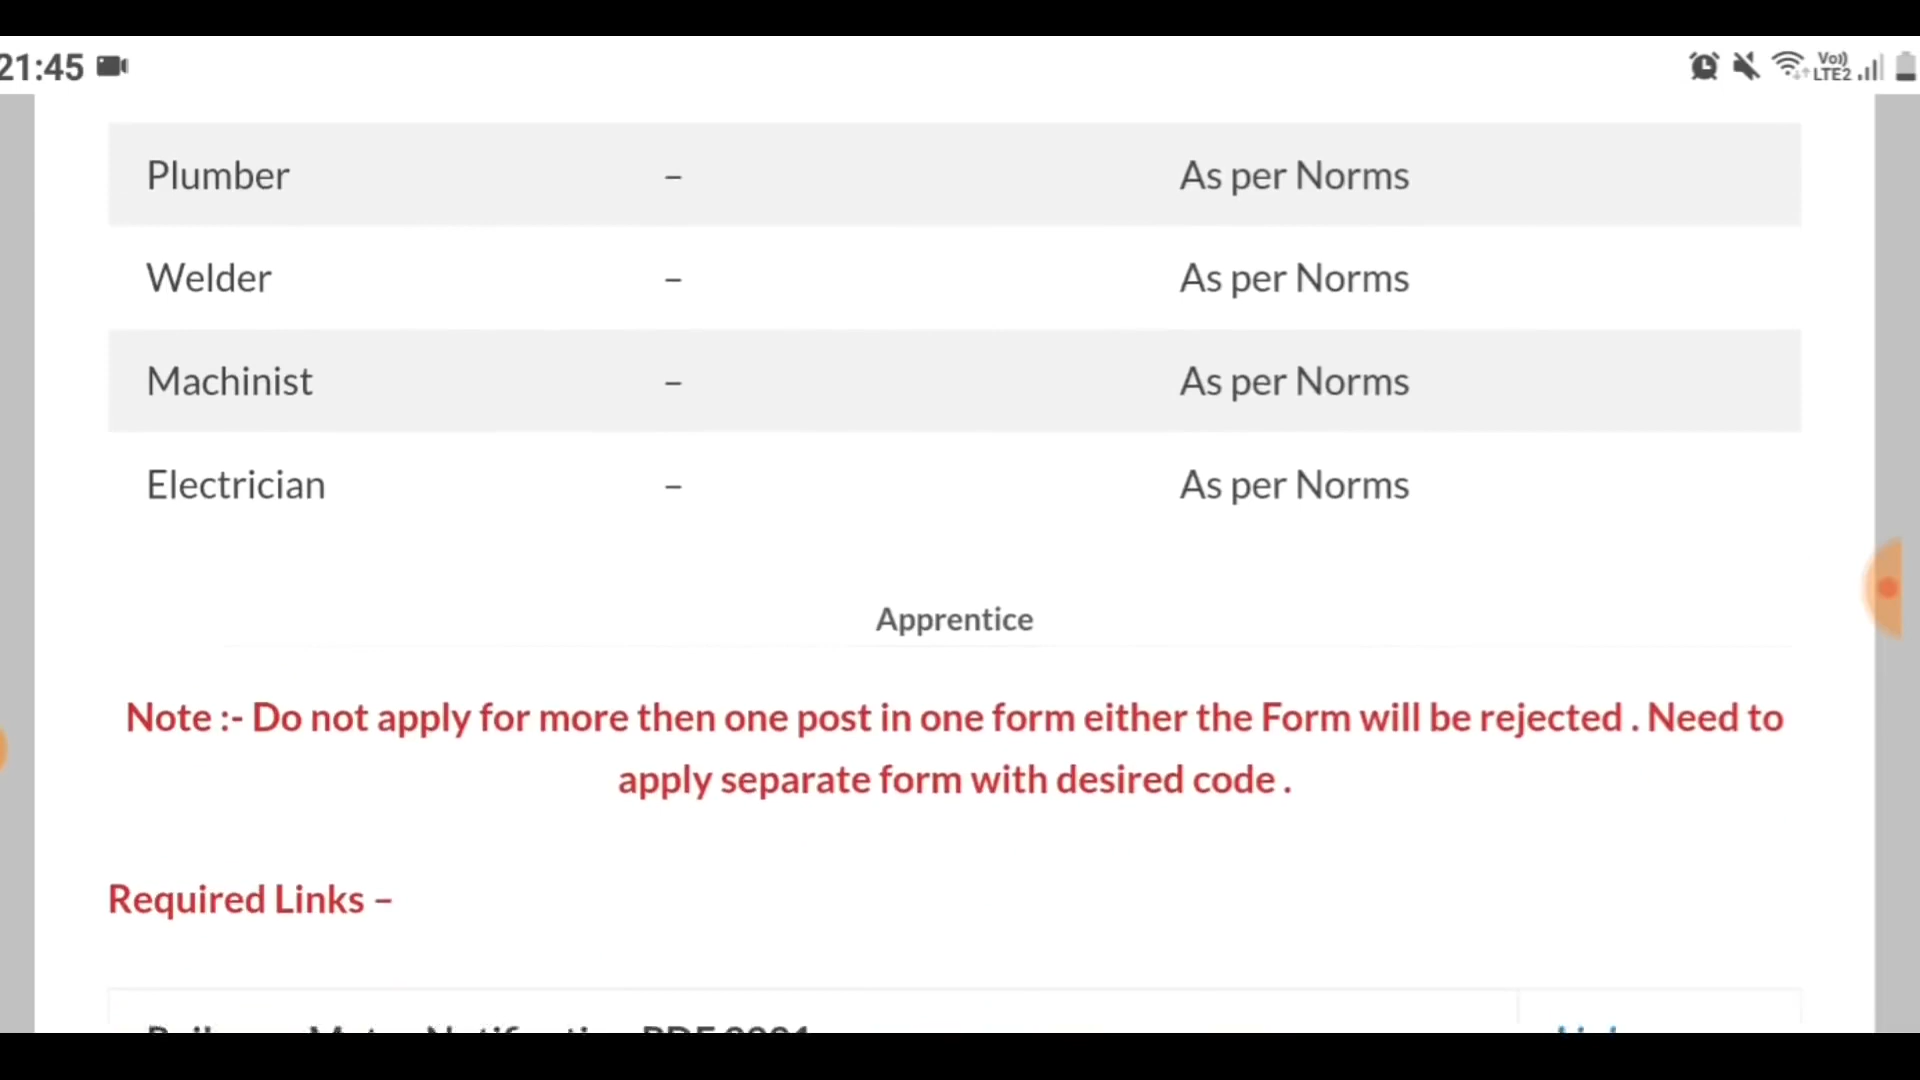 21:45
Vo))
LTE2
Plumber – As per Norms
Welder – As per Norms
Machinist – As per Norms
Electrician – As per Norms
Apprentice
Note :- Do not apply for more then one post in one form either the Form will be rejected . Need to
apply separate form with desired code .
Required Links –